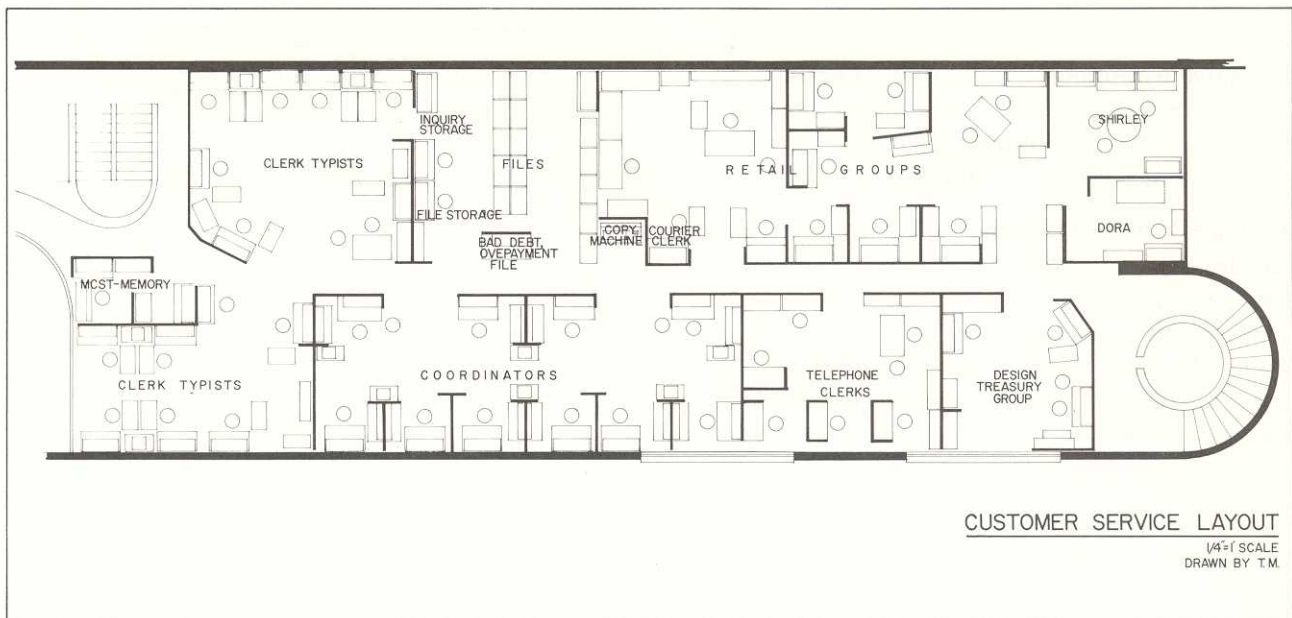 CLERK TYPISTS
INQUIRY
STORAGE
FILES
FILE STORAGE
BAD DEBT,
OVEPAYMENT
FILE
COPY
MACHINE
COURIER
CLERK
RETAIL GROUPS
SHIRLEY
DORA
MCST-MEMORY
CLERK TYPISTS
COORDINATORS
TELEPHONE
CLERKS
DESIGN
TREASURY
GROUP
CUSTOMER SERVICE LAYOUT
1/4"=1' SCALE
DRAWN BY T.M.